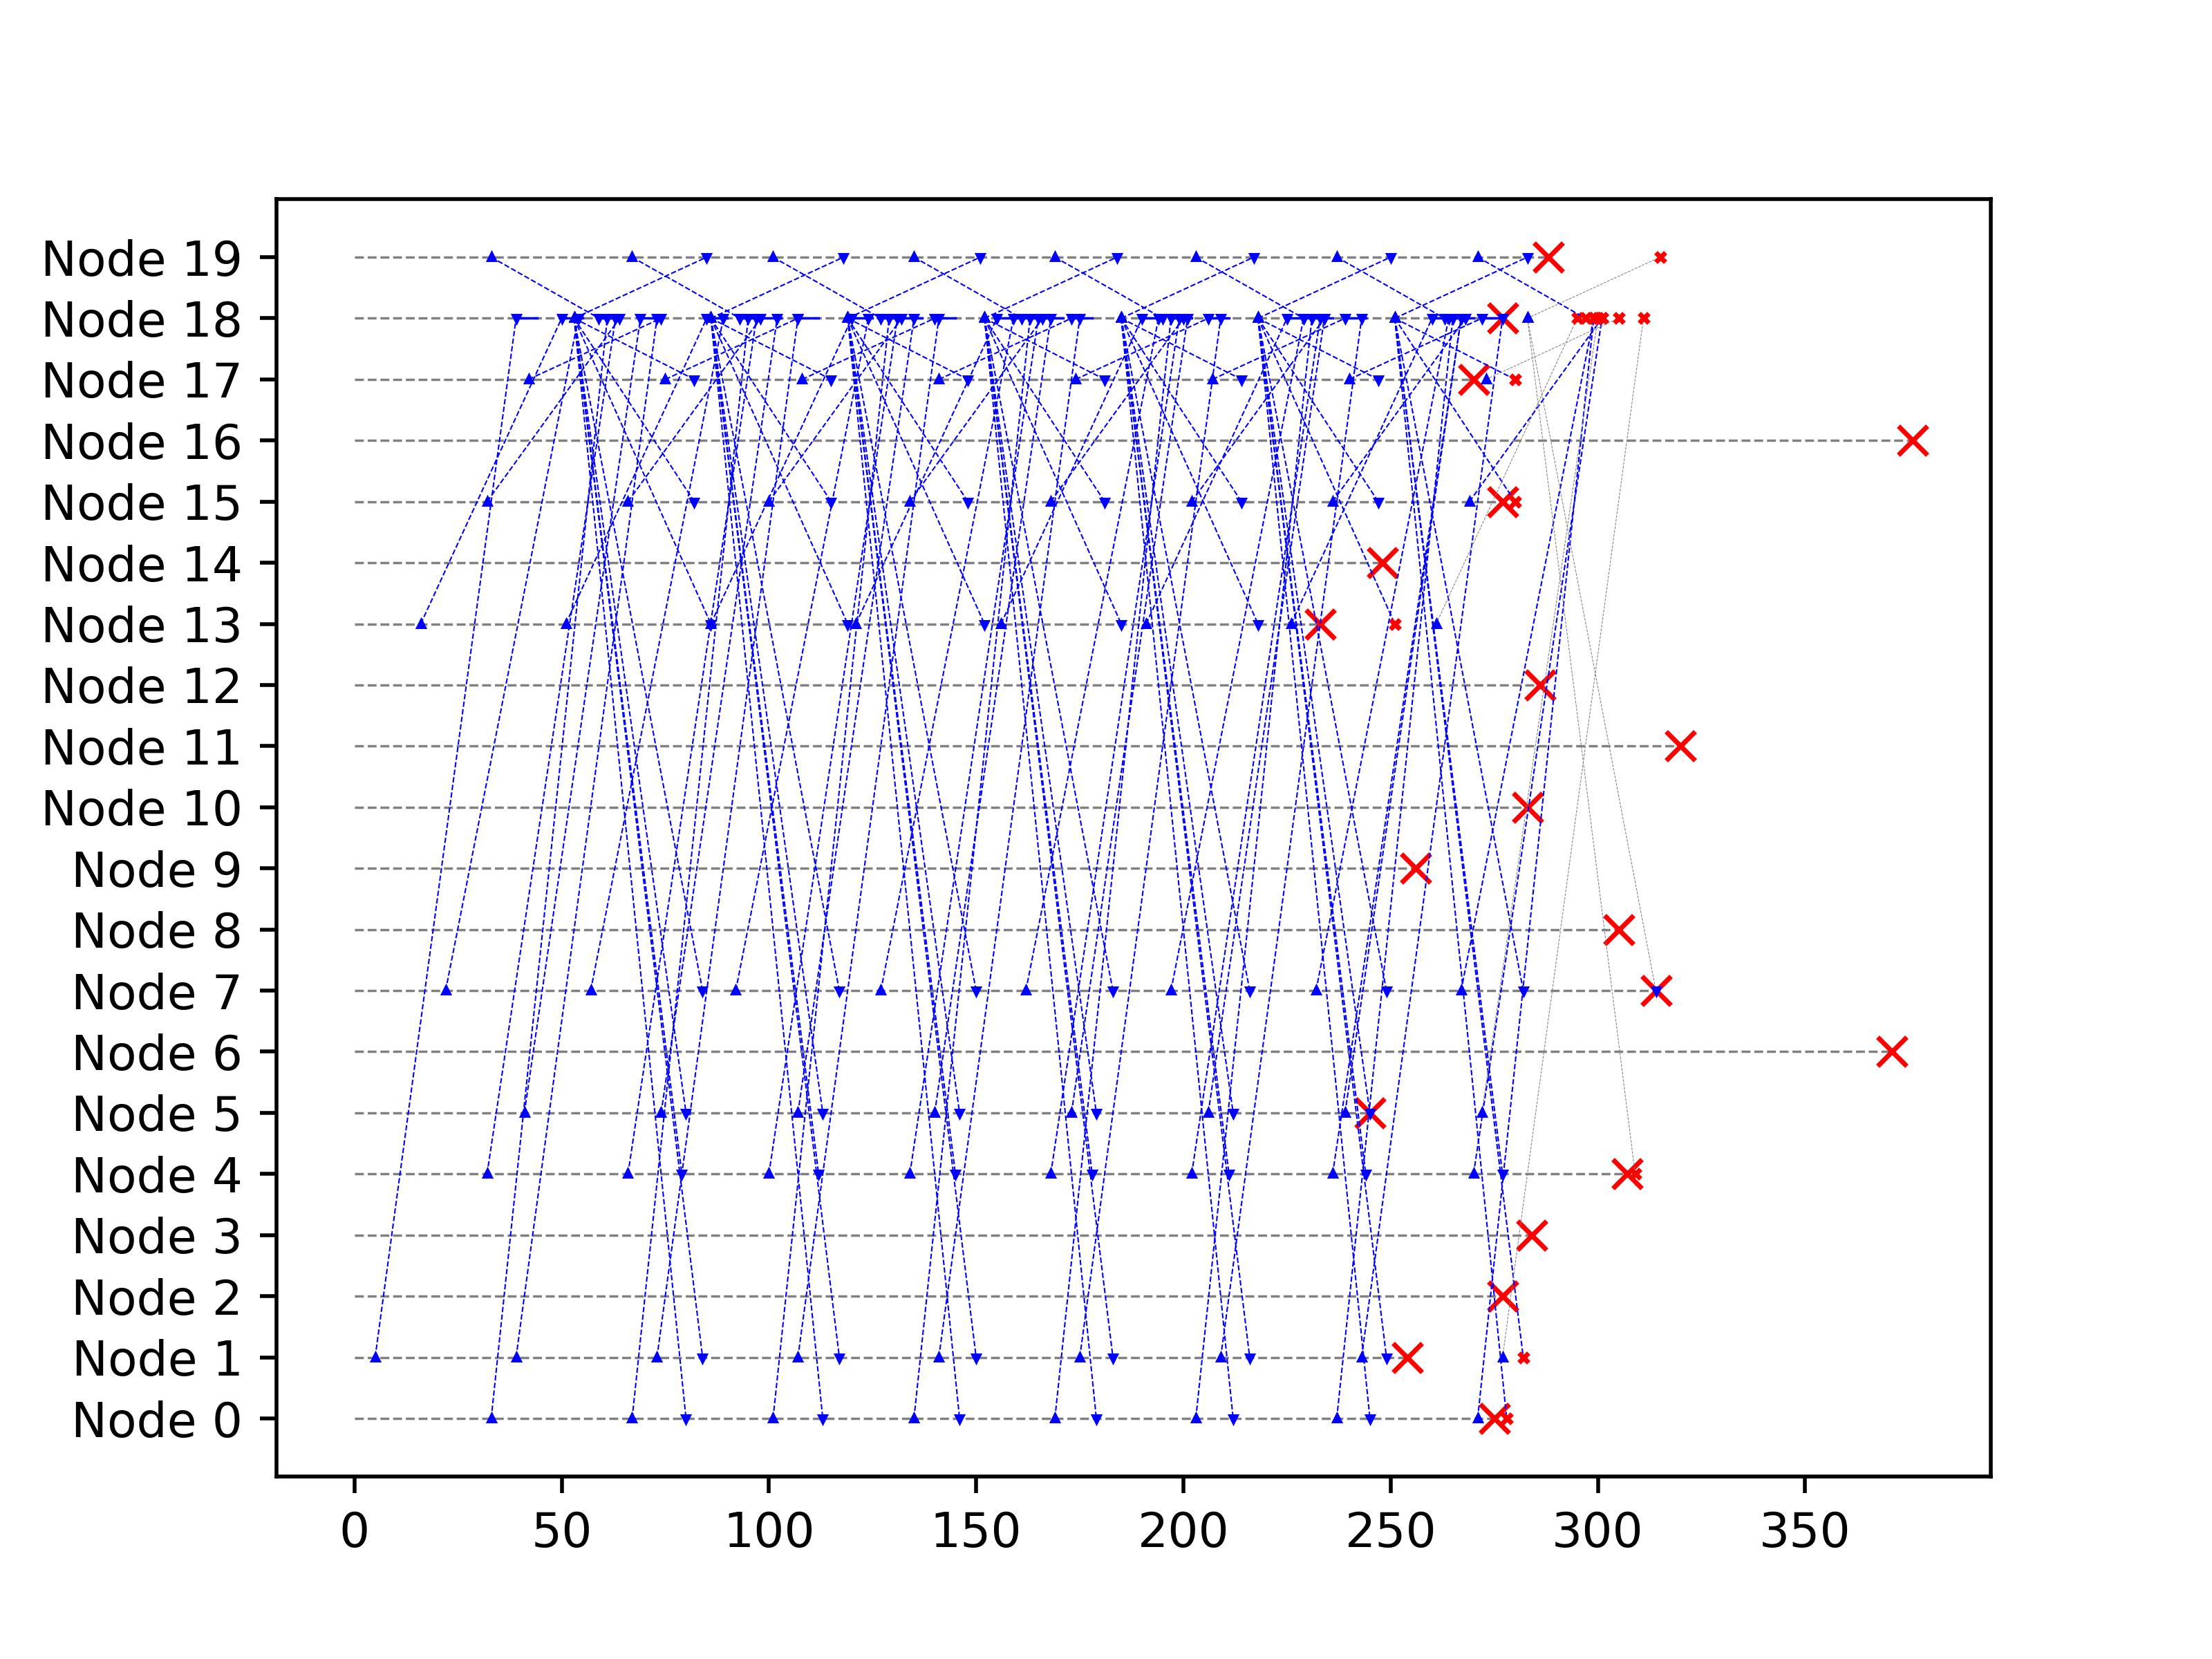 Node 19
Node 18
Node 17
Node 16
Node 15
Node 14
Node 13
Node 12
Node 11
Node 10
Node 9
Node 8
Node 7
Node 6
Node 5
Node 4
Node 3
Node 2
Node 1
Node 0
0 50 100 150 200 250 300 350